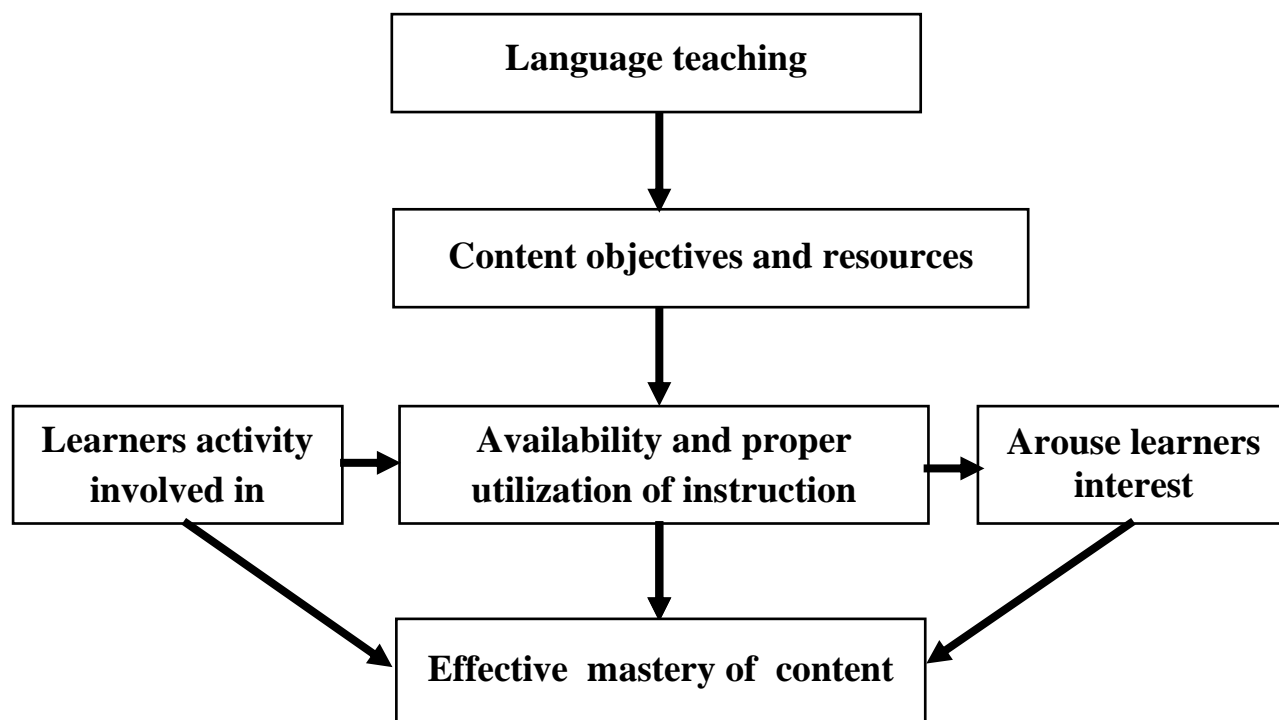 Language teaching
Content objectives and resources
Learners activity
involved in
Availability and proper
utilization of instruction
Arouse learners
interest
Effective mastery of content